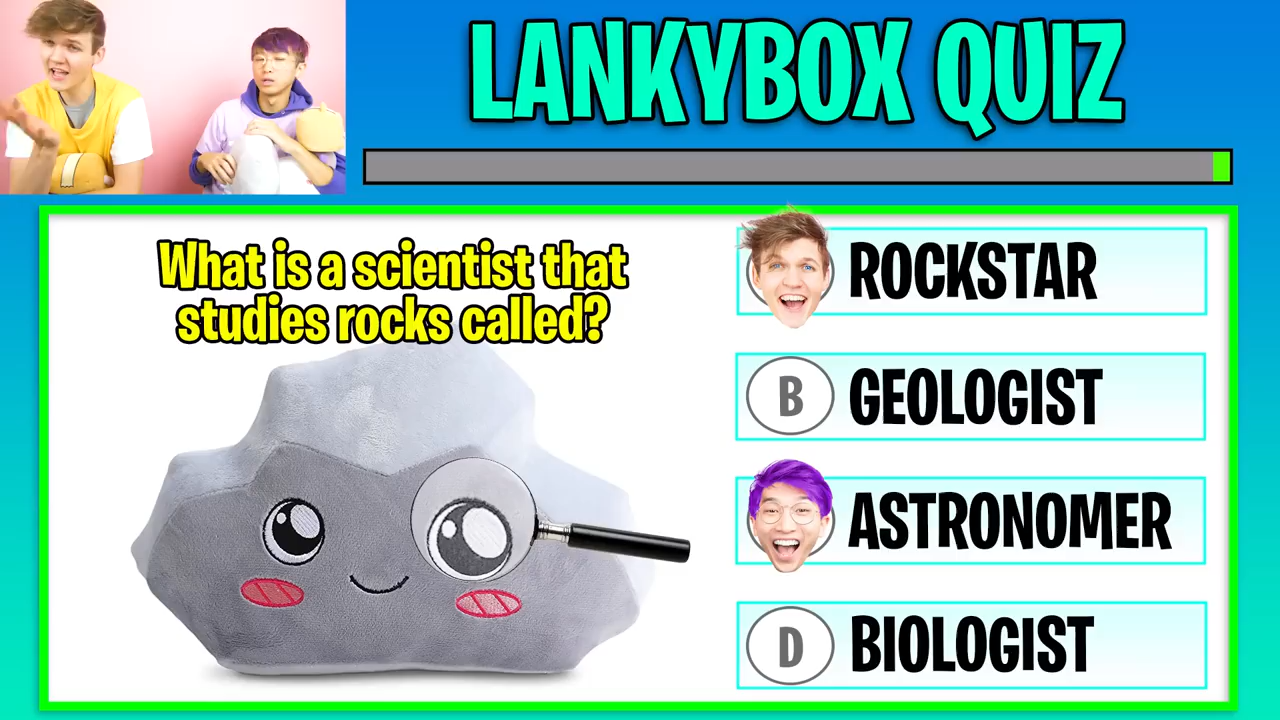 LANKYBOX QUIZ
What is a scientist that
studies rocks called?
ROCKSTAR
B GEOLOGIST
ASTRONOMER
D BIOLOGIST